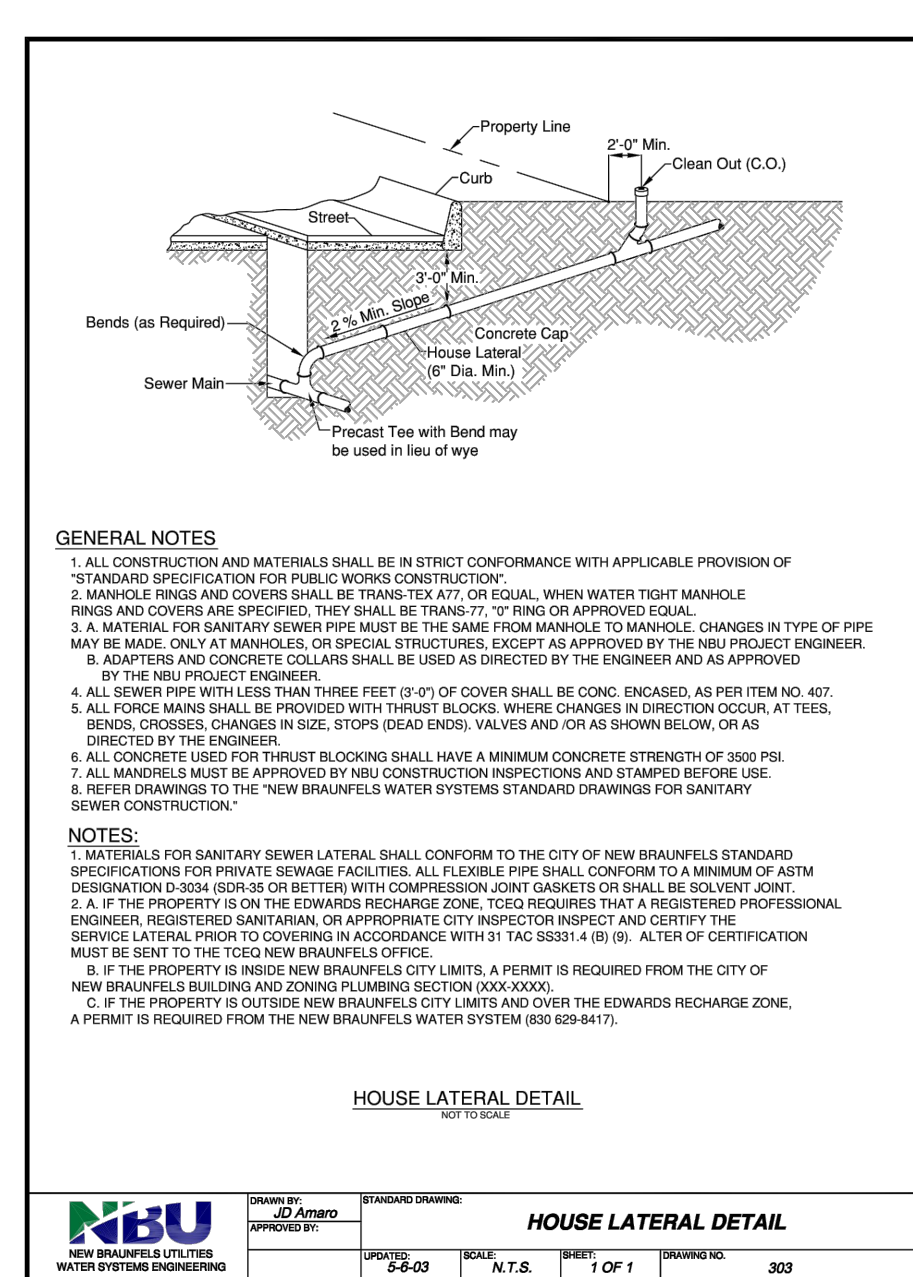 Property Line
2'-0" Min.
Clean Out (C.O.)
Curb
Street
3'-0" Min.
2 % Min. Slope
Bends (as Required)
Concrete Cap
House Lateral
(6" Dia. Min.)
Sewer Main
Precast Tee with Bend may
be used in lieu of wye
GENERAL NOTES
1. ALL CONSTRUCTION AND MATERIALS SHALL BE IN STRICT CONFORMANCE WITH APPLICABLE PROVISION OF
"STANDARD SPECIFICATION FOR PUBLIC WORKS CONSTRUCTION".
2. MANHOLE RINGS AND COVERS SHALL BE TRANS-TEX A77, OR EQUAL, WHEN WATER TIGHT MANHOLE
RINGS AND COVERS ARE SPECIFIED, THEY SHALL BE TRANS-77, "0" RING OR APPROVED EQUAL.
3. A. MATERIAL FOR SANITARY SEWER PIPE MUST BE THE SAME FROM MANHOLE TO MANHOLE. CHANGES IN TYPE OF PIPE
MAY BE MADE. ONLY AT MANHOLES, OR SPECIAL STRUCTURES, EXCEPT AS APPROVED BY THE NBU PROJECT ENGINEER.
B. ADAPTERS AND CONCRETE COLLARS SHALL BE USED AS DIRECTED BY THE ENGINEER AND AS APPROVED
BY THE NBU PROJECT ENGINEER.
4. ALL SEWER PIPE WITH LESS THAN THREE FEET (3'-0") OF COVER SHALL BE CONC. ENCASED, AS PER ITEM NO. 407.
5. ALL FORCE MAINS SHALL BE PROVIDED WITH THRUST BLOCKS. WHERE CHANGES IN DIRECTION OCCUR, AT TEES,
BENDS, CROSSES, CHANGES IN SIZE, STOPS (DEAD ENDS). VALVES AND /OR AS SHOWN BELOW, OR AS
DIRECTED BY THE ENGINEER.
6. ALL CONCRETE USED FOR THRUST BLOCKING SHALL HAVE A MINIMUM CONCRETE STRENGTH OF 3500 PSI.
7. ALL MANDRELS MUST BE APPROVED BY NBU CONSTRUCTION INSPECTIONS AND STAMPED BEFORE USE.
8. REFER DRAWINGS TO THE "NEW BRAUNFELS WATER SYSTEMS STANDARD DRAWINGS FOR SANITARY
SEWER CONSTRUCTION."
NOTES:
1. MATERIALS FOR SANITARY SEWER LATERAL SHALL CONFORM TO THE CITY OF NEW BRAUNFELS STANDARD
SPECIFICATIONS FOR PRIVATE SEWAGE FACILITIES. ALL FLEXIBLE PIPE SHALL CONFORM TO A MINIMUM OF ASTM
DESIGNATION D-3034 (SDR-35 OR BETTER) WITH COMPRESSION JOINT GASKETS OR SHALL BE SOLVENT JOINT.
2. A. IF THE PROPERTY IS ON THE EDWARDS RECHARGE ZONE, TCEQ REQUIRES THAT A REGISTERED PROFESSIONAL
ENGINEER, REGISTERED SANITARIAN, OR APPROPRIATE CITY INSPECTOR INSPECT AND CERTIFY THE
SERVICE LATERAL PRIOR TO COVERING IN ACCORDANCE WITH 31 TAC SS331.4 (B) (9). ALTER OF CERTIFICATION
MUST BE SENT TO THE TCEQ NEW BRAUNFELS OFFICE.
B. IF THE PROPERTY IS INSIDE NEW BRAUNFELS CITY LIMITS, A PERMIT IS REQUIRED FROM THE CITY OF
NEW BRAUNFELS BUILDING AND ZONING PLUMBING SECTION (XXX-XXXX).
C. IF THE PROPERTY IS OUTSIDE NEW BRAUNFELS CITY LIMITS AND OVER THE EDWARDS RECHARGE ZONE,
A PERMIT IS REQUIRED FROM THE NEW BRAUNFELS WATER SYSTEM (830 629-8417).
HOUSE LATERAL DETAIL
NOT TO SCALE
NBU
NEW BRAUNFELS UTILITIES
WATER SYSTEMS ENGINEERING
DRAWN BY:
JD Amaro
APPROVED BY:
STANDARD DRAWING:
HOUSE LATERAL DETAIL
UPDATED:
5-6-03
SCALE:
N.T.S.
SHEET:
1 OF 1
DRAWING NO.
303